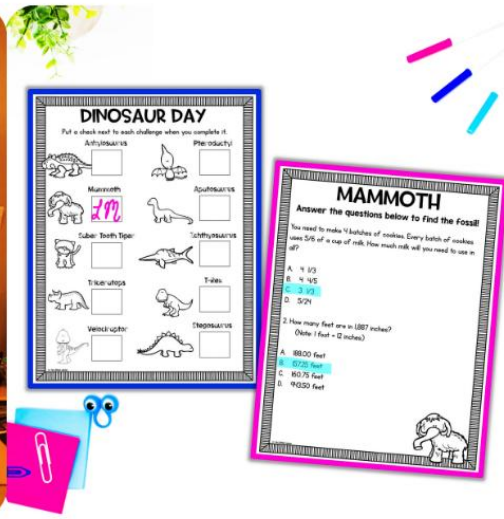 DINOSAUR DAY
Put a check next to each challenge when you complete it.
Ankylosaurus
Pterodactyl
Mammoth
Apatosaurus
LM
Saber Tooth Tiger
Ichthyosaurus
Triceratops
T-Rex
Velociraptor
Stegosaurus
MAMMOTH
Answer the questions below to find the fossil!
You need to make 4 batches of cookies. Every batch of cookies
uses 5/6 of a cup of milk. How much milk will you need to use in
all?
A. 4 1/3
B. 4 4/5
C. 3 1/3
D. 5/24
2. How many feet are in 1,887 inches?
(Note: 1 foot = 12 inches)
A. 188.00 feet
B. 157.25 feet
C. 160.75 feet
D. 943.50 feet